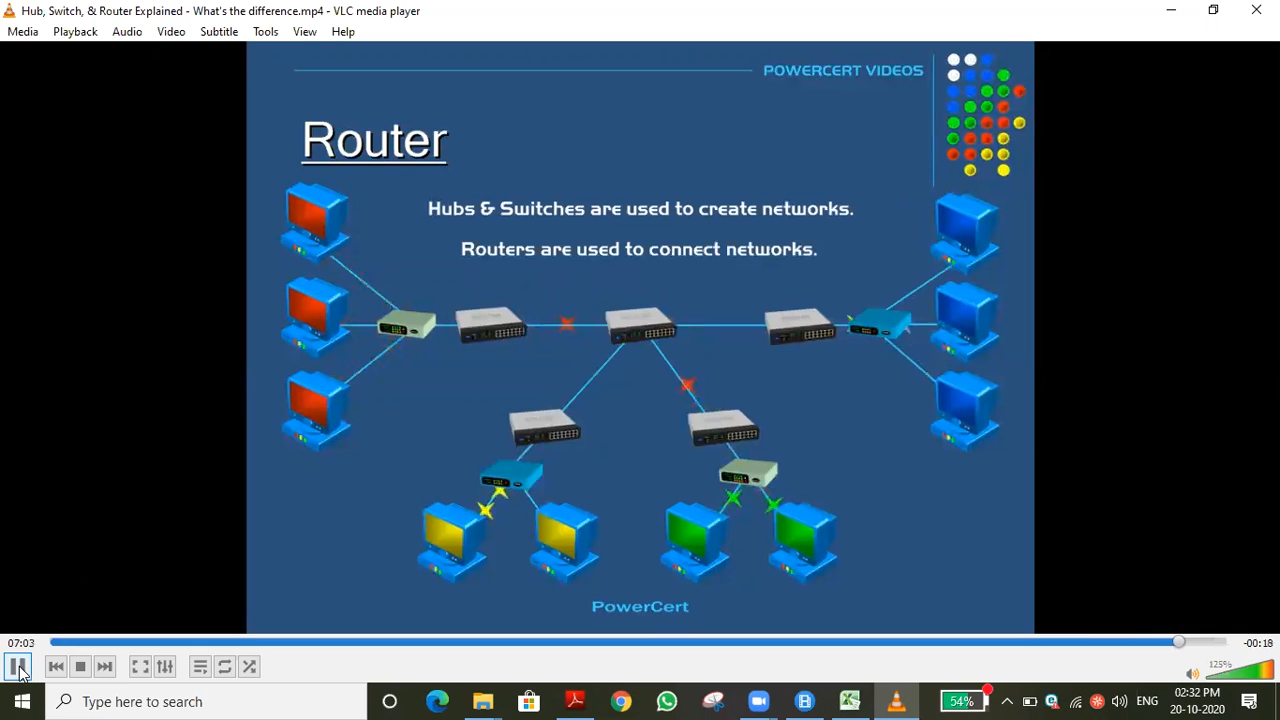 Hub, Switch, & Router Explained - What's the difference.mp4 - VLC media player
Media Playback Audio Video Subtitle Tools View Help
POWERCERT VIDEOS
Router
Hubs & Switches are used to create networks.
Routers are used to connect networks.
PowerCert
07:03 -00:18
125%
Type here to search 54% ENG 02:32 PM
20-10-2020